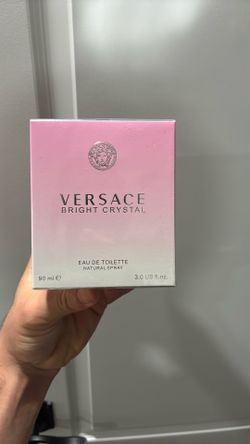 VERSACE
BRIGHT CRYSTAL
EAU DE TOILETTE
NATURAL SPRAY
90 ml ℮ 3.0 US fl. oz.